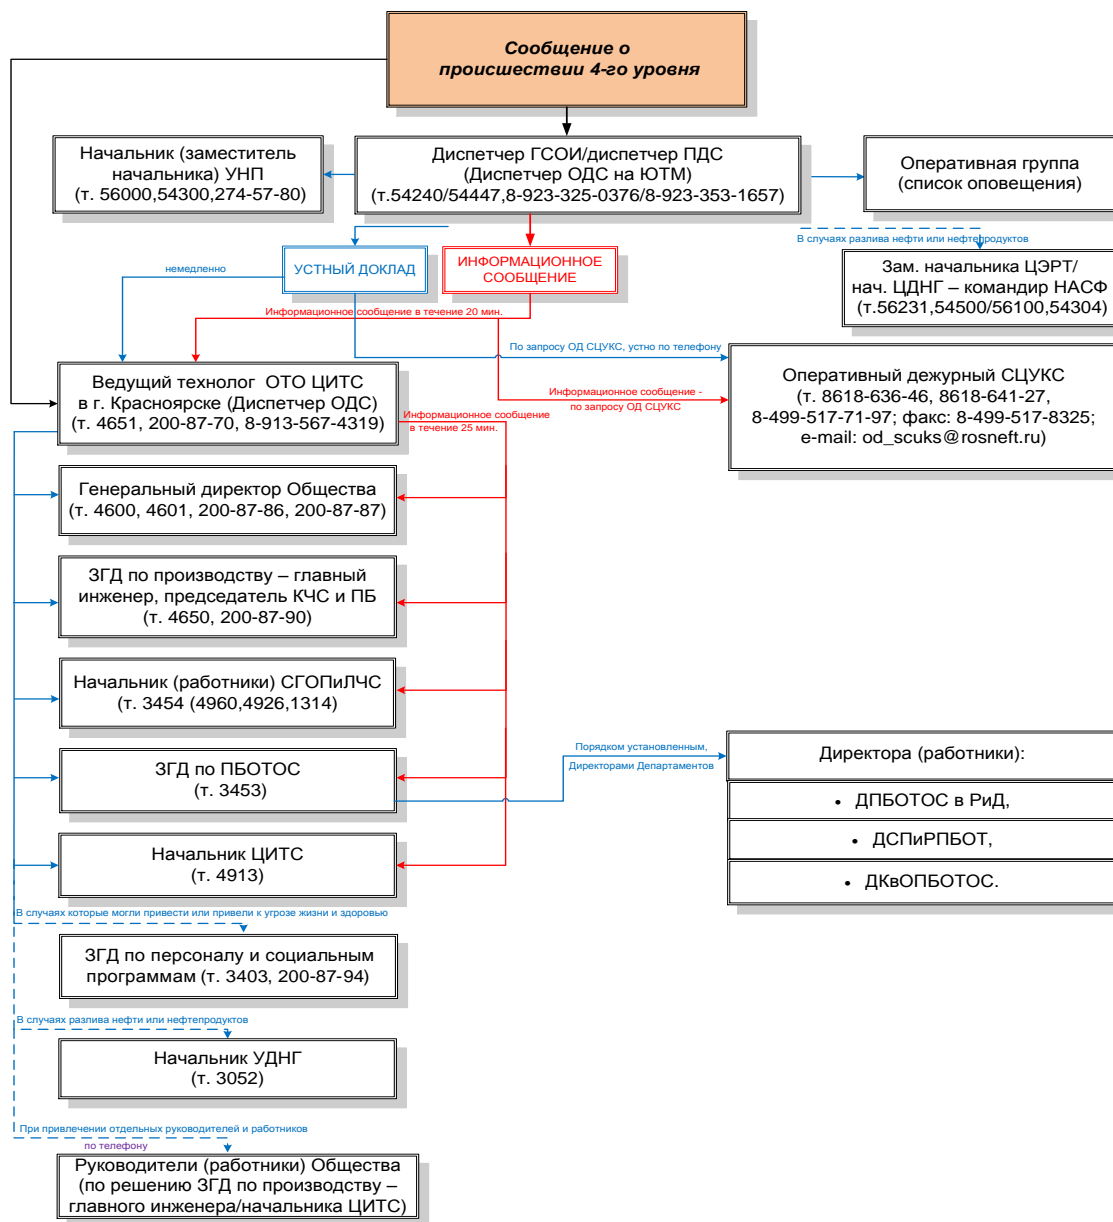 Сообщение о
происшествии 4-го уровня
Начальник (заместитель
начальника) УНП
(т. 56000,54300,274-57-80)
Диспетчер ГСОИ/диспетчер ПДС
(Диспетчер ОДС на ЮТМ)
(т.54240/54447,8-923-325-0376/8-923-353-1657)
Оперативная группа
(список оповещения)
В случаях разлива нефти или нефтепродуктов
немедленно
УСТНЫЙ ДОКЛАД
ИНФОРМАЦИОННОЕ
СООБЩЕНИЕ
Зам. начальника ЦЭРТ/
нач. ЦДНГ – командир НАСФ
(т.56231,54500/56100,54304)
Информационное сообщение в течение 20 мин.
По запросу ОД СЦУКС, устно по телефону
Ведущий технолог ОТО ЦИТС
в г. Красноярске (Диспетчер ОДС)
(т. 4651, 200-87-70, 8-913-567-4319)
Информационное сообщение
в течение 25 мин.
Информационное сообщение -
по запросу ОД СЦУКС
Оперативный дежурный СЦУКС
(т. 8618-636-46, 8618-641-27,
8-499-517-71-97; факс: 8-499-517-8325;
e-mail: od_scuks@rosneft.ru)
Генеральный директор Общества
(т. 4600, 4601, 200-87-86, 200-87-87)
ЗГД по производству – главный
инженер, председатель КЧС и ПБ
(т. 4650, 200-87-90)
Начальник (работники) СГОПиЛЧС
(т. 3454 (4960,4926,1314)
ЗГД по ПБОТОС
(т. 3453)
Порядком установленным,
Директорами Департаментов
Директора (работники):
• ДПБОТОС в РиД,
• ДСПиРПБОТ,
• ДКвОПБОТОС.
Начальник ЦИТС
(т. 4913)
В случаях которые могли привести или привели к угрозе жизни и здоровью
ЗГД по персоналу и социальным
программам (т. 3403, 200-87-94)
В случаях разлива нефти или нефтепродуктов
Начальник УДНГ
(т. 3052)
При привлечении отдельных руководителей и работников
по телефону
Руководители (работники) Общества
(по решению ЗГД по производству –
главного инженера/начальника ЦИТС)